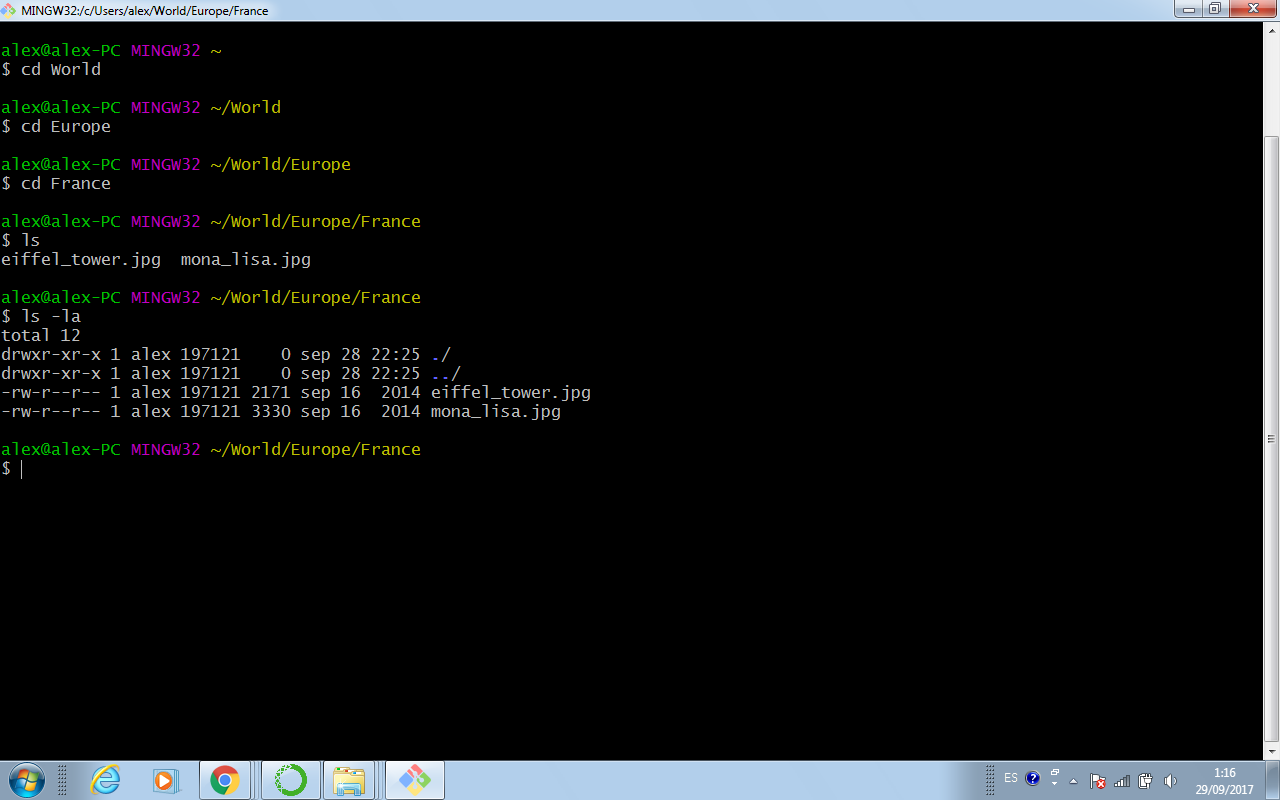 MINGW32:/c/Users/alex/World/Europe/France
alex@alex-PC MINGW32 ~
$ cd World
alex@alex-PC MINGW32 ~/World
$ cd Europe
alex@alex-PC MINGW32 ~/World/Europe
$ cd France
alex@alex-PC MINGW32 ~/World/Europe/France
$ ls
eiffel_tower.jpg  mona_lisa.jpg
alex@alex-PC MINGW32 ~/World/Europe/France
$ ls -la
total 12
drwxr-xr-x 1 alex 197121    0 sep 28 22:25 ./
drwxr-xr-x 1 alex 197121    0 sep 28 22:25 ../
-rw-r--r-- 1 alex 197121 2171 sep 16  2014 eiffel_tower.jpg
-rw-r--r-- 1 alex 197121 3330 sep 16  2014 mona_lisa.jpg
alex@alex-PC MINGW32 ~/World/Europe/France
$
ES
1:16
29/09/2017